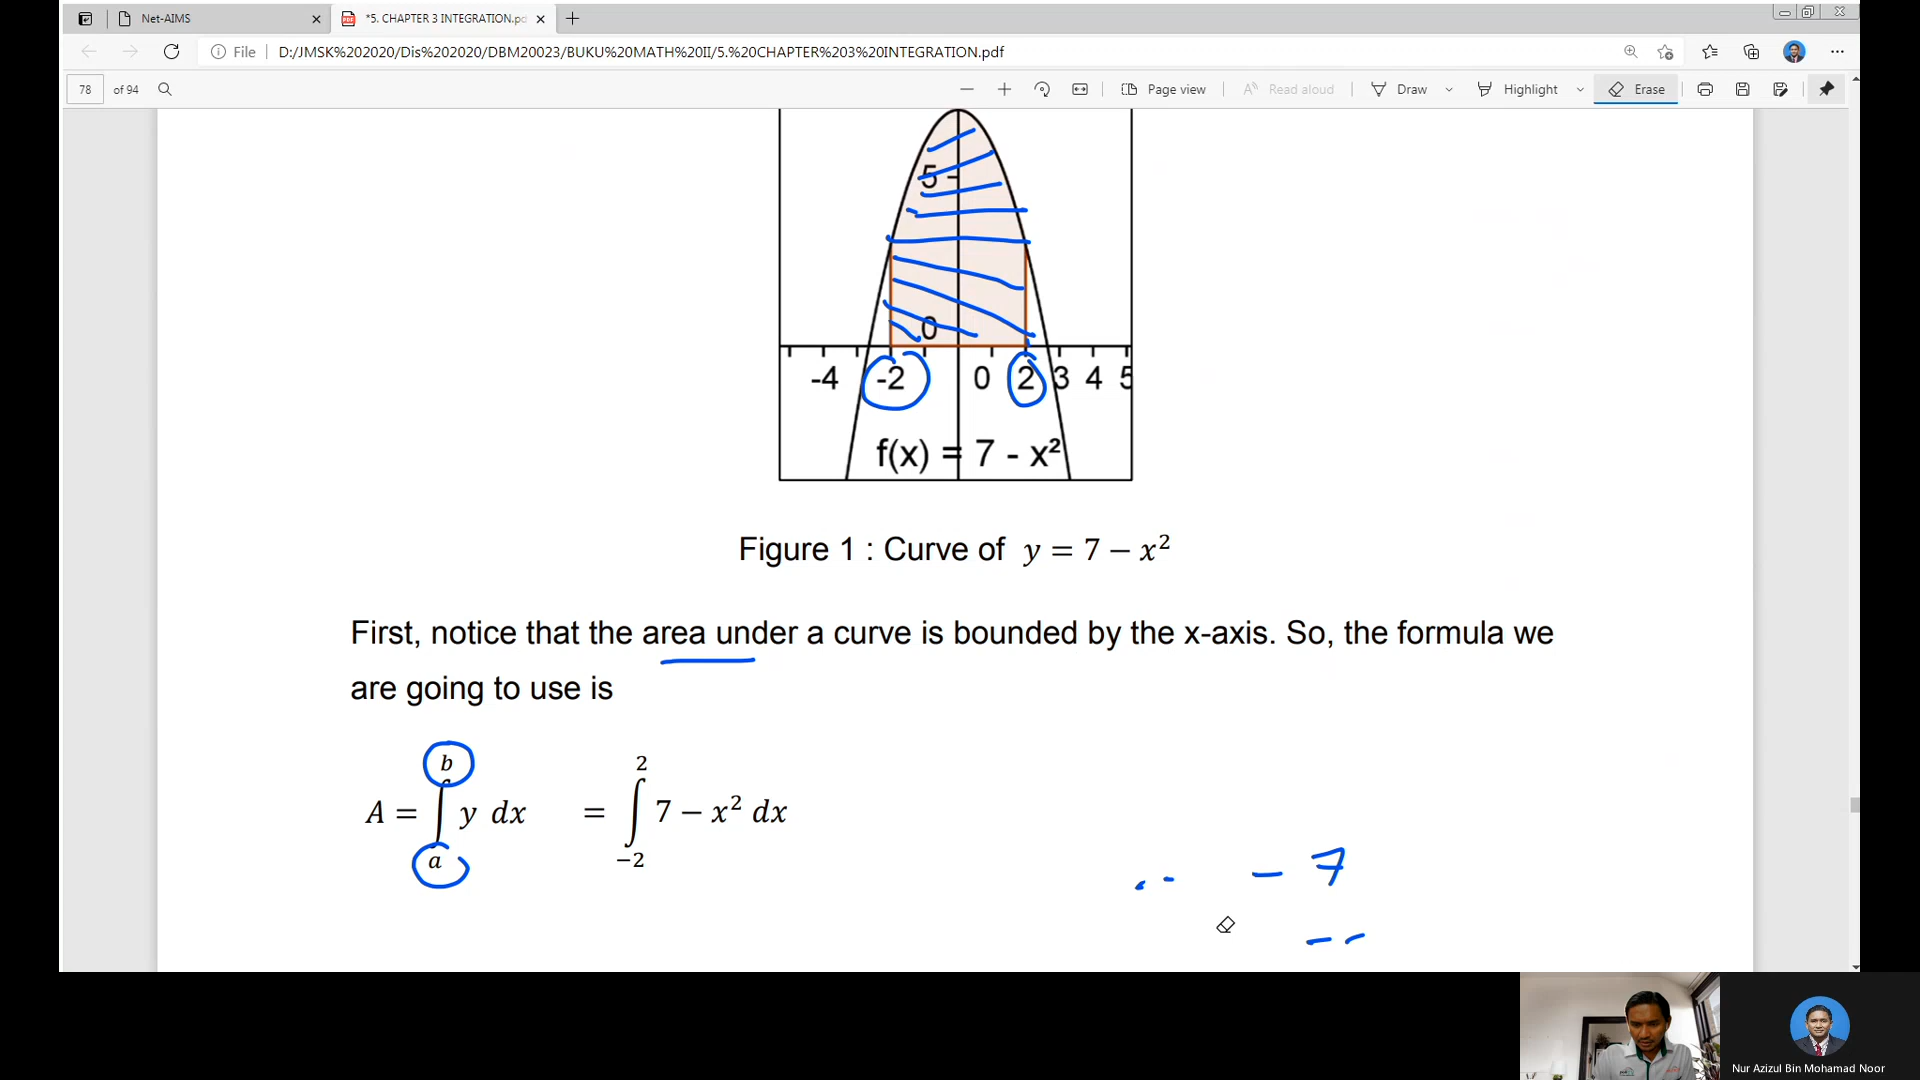 Net-AIMS
*5. CHAPTER 3 INTEGRATION.pd
File
D:/JMSK%202020/Dis%202020/DBM20023/BUKU%20MATH%20II/5.%20CHAPTER%203%20INTEGRATION.pdf
78 of 94
Page view
Read aloud
Draw
Highlight
Erase
5
0
-4 -2 0 2 3 4 5
f(x) = 7 - x²
Figure 1 : Curve of y = 7 − x²
First, notice that the area under a curve is bounded by the x-axis. So, the formula we
are going to use is
b
A = ∫ y dx
a
2
= ∫ 7 − x² dx
−2
- 7
Nur Azizul Bin Mohamad Noor